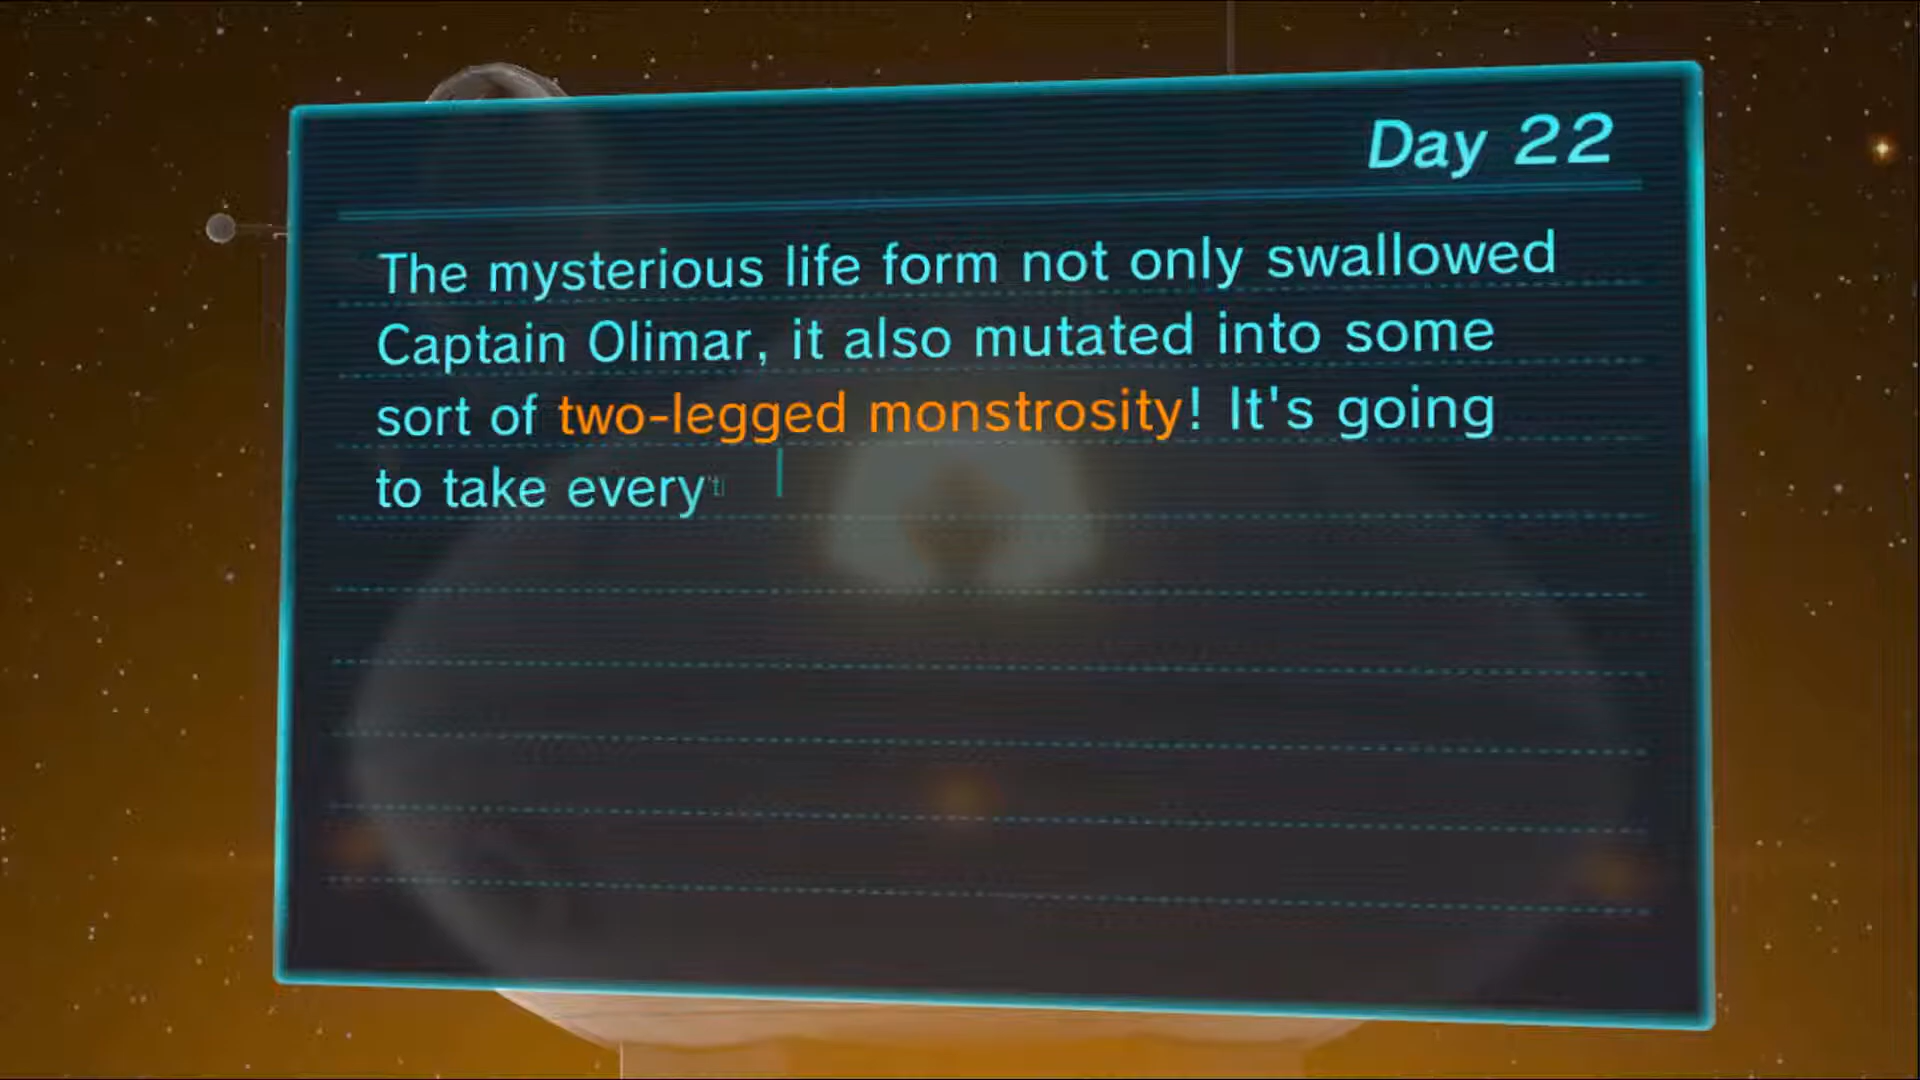 Day 22
The mysterious life form not only swallowed
Captain Olimar, it also mutated into some
sort of two-legged monstrosity! It's going
to take every